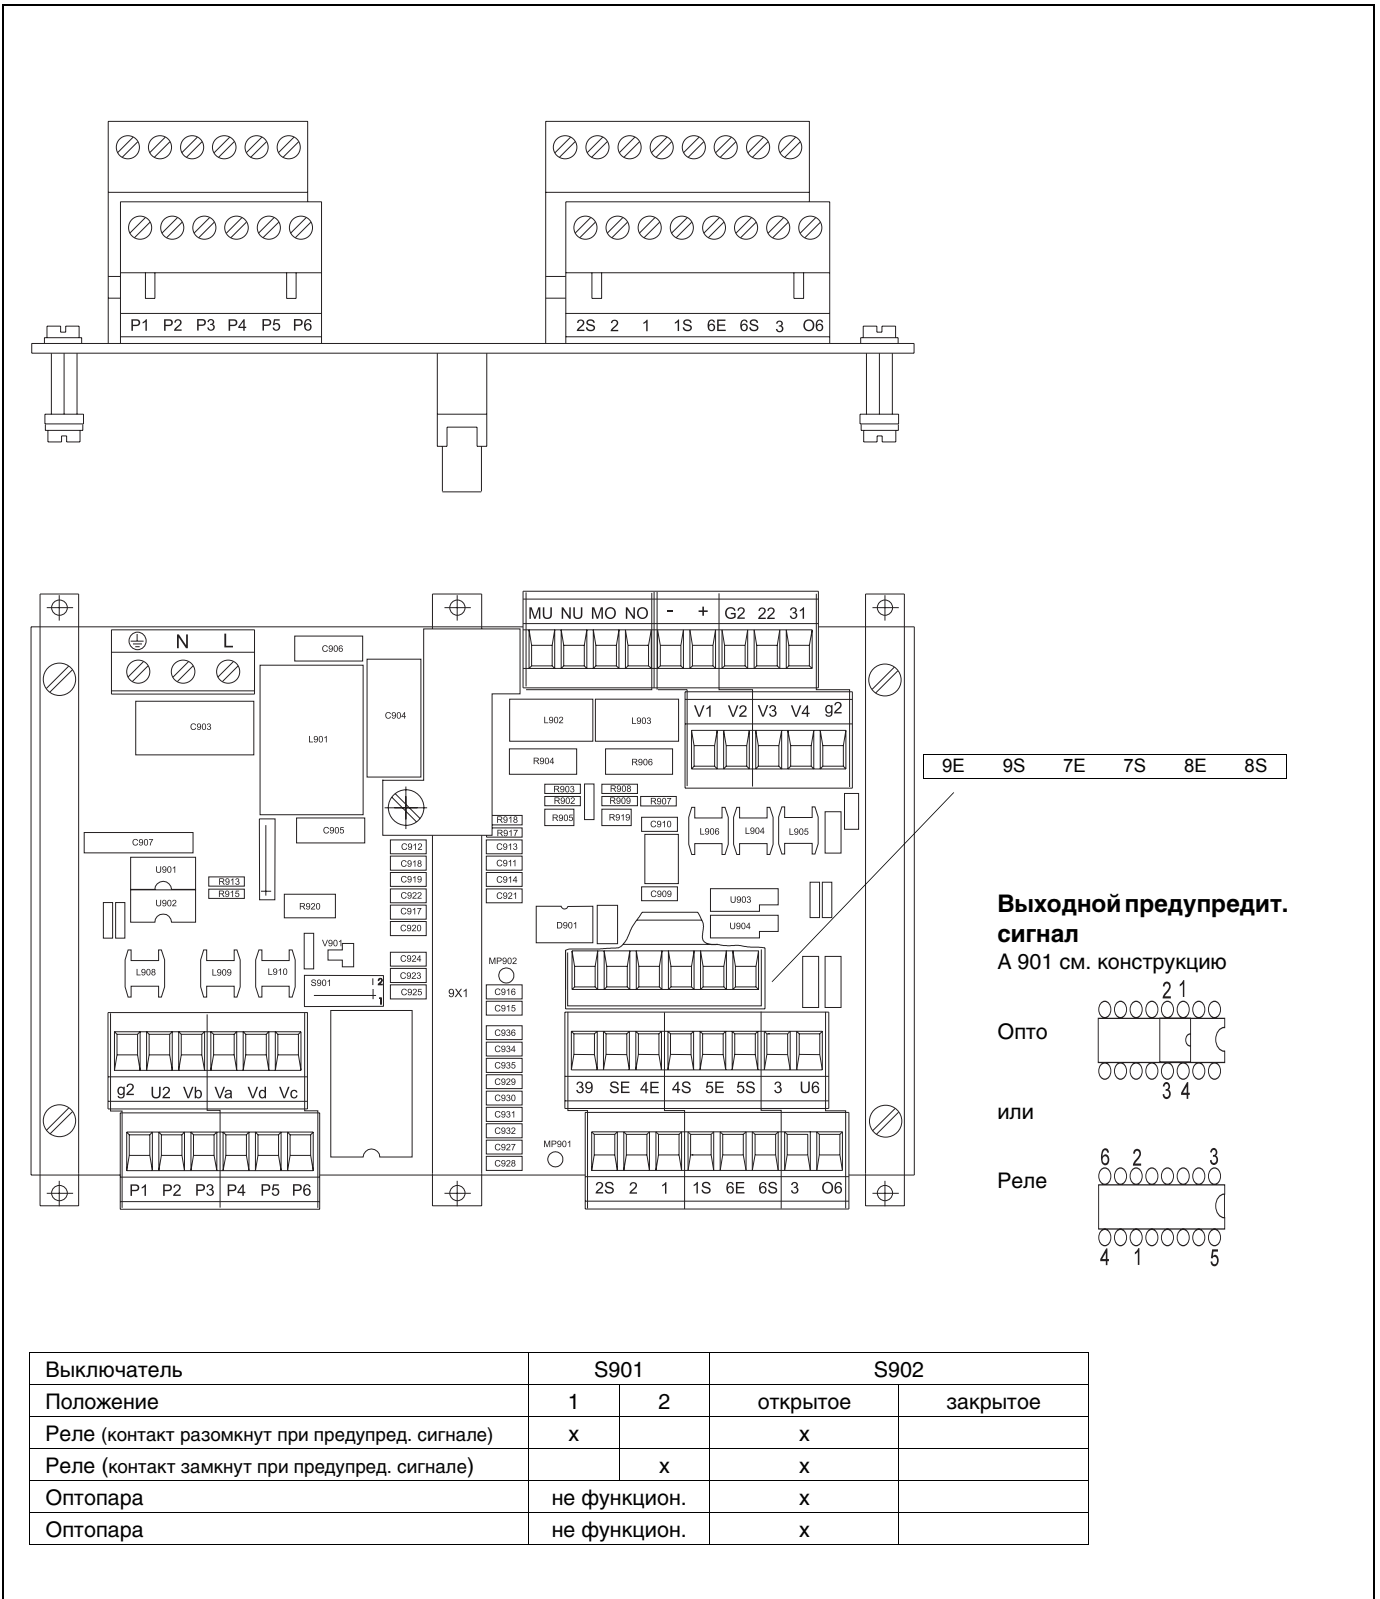 P1 P2 P3 P4 P5 P6
2S 2 1 1S 6E 6S 3 O6
MU NU MO NO - + G2 22 31
N L
C906
V1 V2 V3 V4 g2
C903
L901
C904
L902
L903
R904
R906
9E 9S 7E 7S 8E 8S
R903
R908
R902
R909
R907
R905
R919
R918
C910
R917
C905
C907
C912
C913
L906
L904
L905
C918
C911
U901
C919
C914
R913
R915
C922
C921
C909
U903
U902
R920
C917
C920
D901
U904
V901
C924
MP902
L908
L909
L910
C923
S901
2
1
C925
9X1
C916
C915
C936
C934
C935
C929
C930
C931
C932
C927
C928
MP901
g2 U2 Vb Va Vd Vc
39 SE 4E 4S 5E 5S 3 U6
P1 P2 P3 P4 P5 P6
2S 2 1 1S 6E 6S 3 O6
Выходной предупредит.
сигнал
А 901 см. конструкцию
2 1
Опто
3 4
или
6 2 3
Реле
4 1 5
Выключатель S901 S902
Положение 1 2 открытое закрытое
Реле (контакт разомкнут при предупред. сигнале) x x
Реле (контакт замкнут при предупред. сигнале) x x
Оптопара не функцион. x
Оптопара не функцион. x